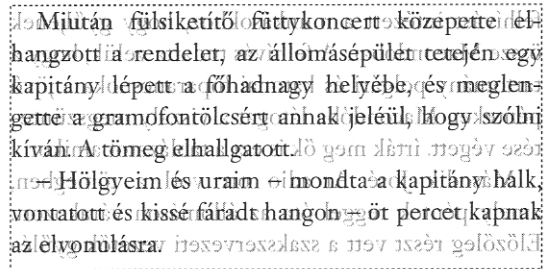 Miután fülsiketítő füttykoncert közepette el-
hangzott a rendelet, az állomásépület tetején egy
kapitány lépett a főhadnagy helyébe, és meglen-
gette a gramofontölcsért annak jeléül, hogy szólni
kíván. A tömeg elhallgatott.
– Hölgyeim és uraim – mondta a kapitány halk,
vontatott és kissé fáradt hangon – öt percet kapnak
az elvonulásra.